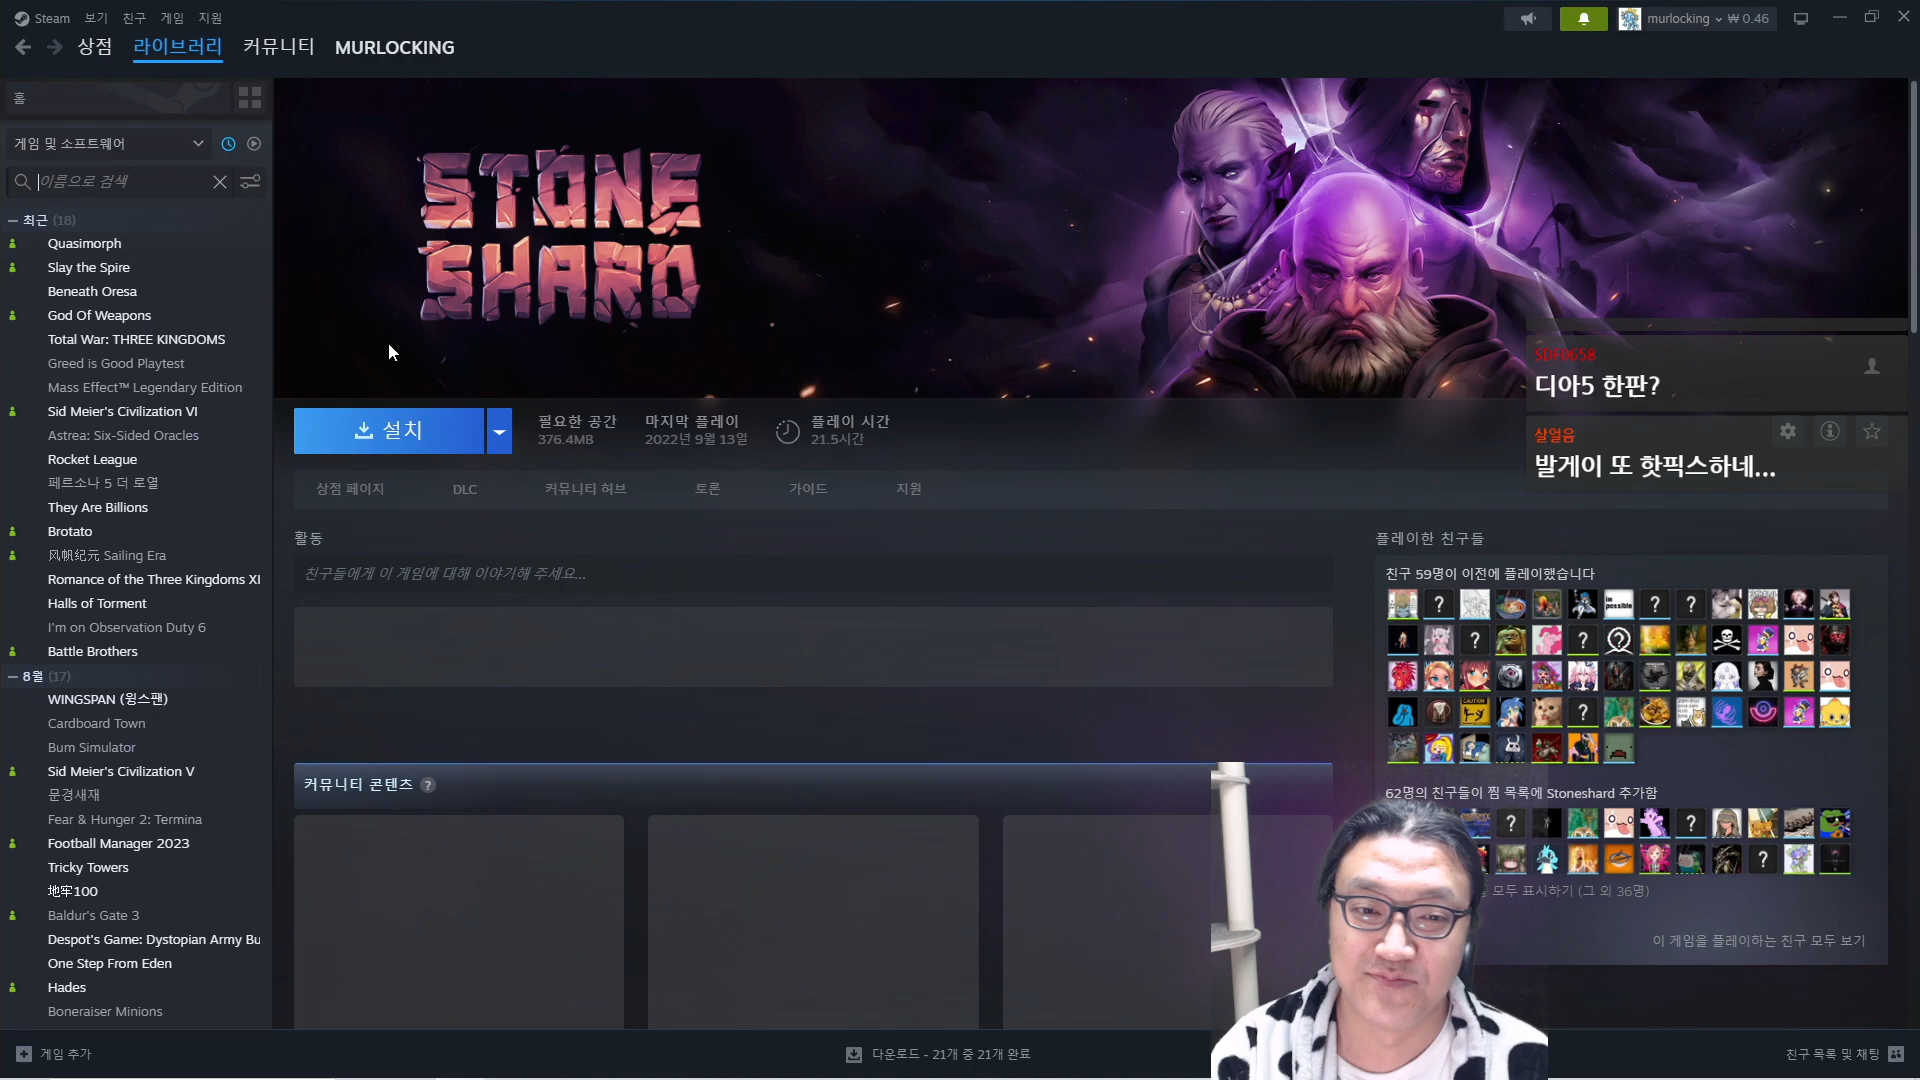 Steam 보기 친구 게임 지원
murlocking ₩ 0.46
상점 라이브러리 커뮤니티 MURLOCKING
홈
게임 및 소프트웨어
이름으로 검색
최근 (18)
Quasimorph
Slay the Spire
Beneath Oresa
God Of Weapons
Total War: THREE KINGDOMS
Greed is Good Playtest
Mass Effect™ Legendary Edition
Sid Meier's Civilization VI
Astrea: Six-Sided Oracles
Rocket League
페르소나 5 더 로열
They Are Billions
Brotato
风帆纪元 Sailing Era
Romance of the Three Kingdoms XI
Halls of Torment
I'm on Observation Duty 6
Battle Brothers
8월 (17)
WINGSPAN (윙스팬)
Cardboard Town
Bum Simulator
Sid Meier's Civilization V
문경새재
Fear & Hunger 2: Termina
Football Manager 2023
Tricky Towers
地牢100
Baldur's Gate 3
Despot's Game: Dystopian Army Bu
One Step From Eden
Hades
Boneraiser Minions
STONE
SHARD
SDF0658
디아5 한판?
살얼음
발게이 또 핫픽스하네...
설치
필요한 공간
376.4MB
마지막 플레이
2022년 9월 13일
플레이 시간
21.5시간
상점 페이지 DLC 커뮤니티 허브 토론 가이드 지원
활동
친구들에게 이 게임에 대해 이야기해 주세요...
커뮤니티 콘텐츠 ?
플레이한 친구들
친구 59명이 이전에 플레이했습니다
im
possible
CAUTION
62명의 친구들이 찜 목록에 Stoneshard 추가함
모두 표시하기 (그 외 36명)
이 게임을 플레이하는 친구 모두 보기
게임 추가
다운로드 - 21개 중 21개 완료
친구 목록 및 채팅